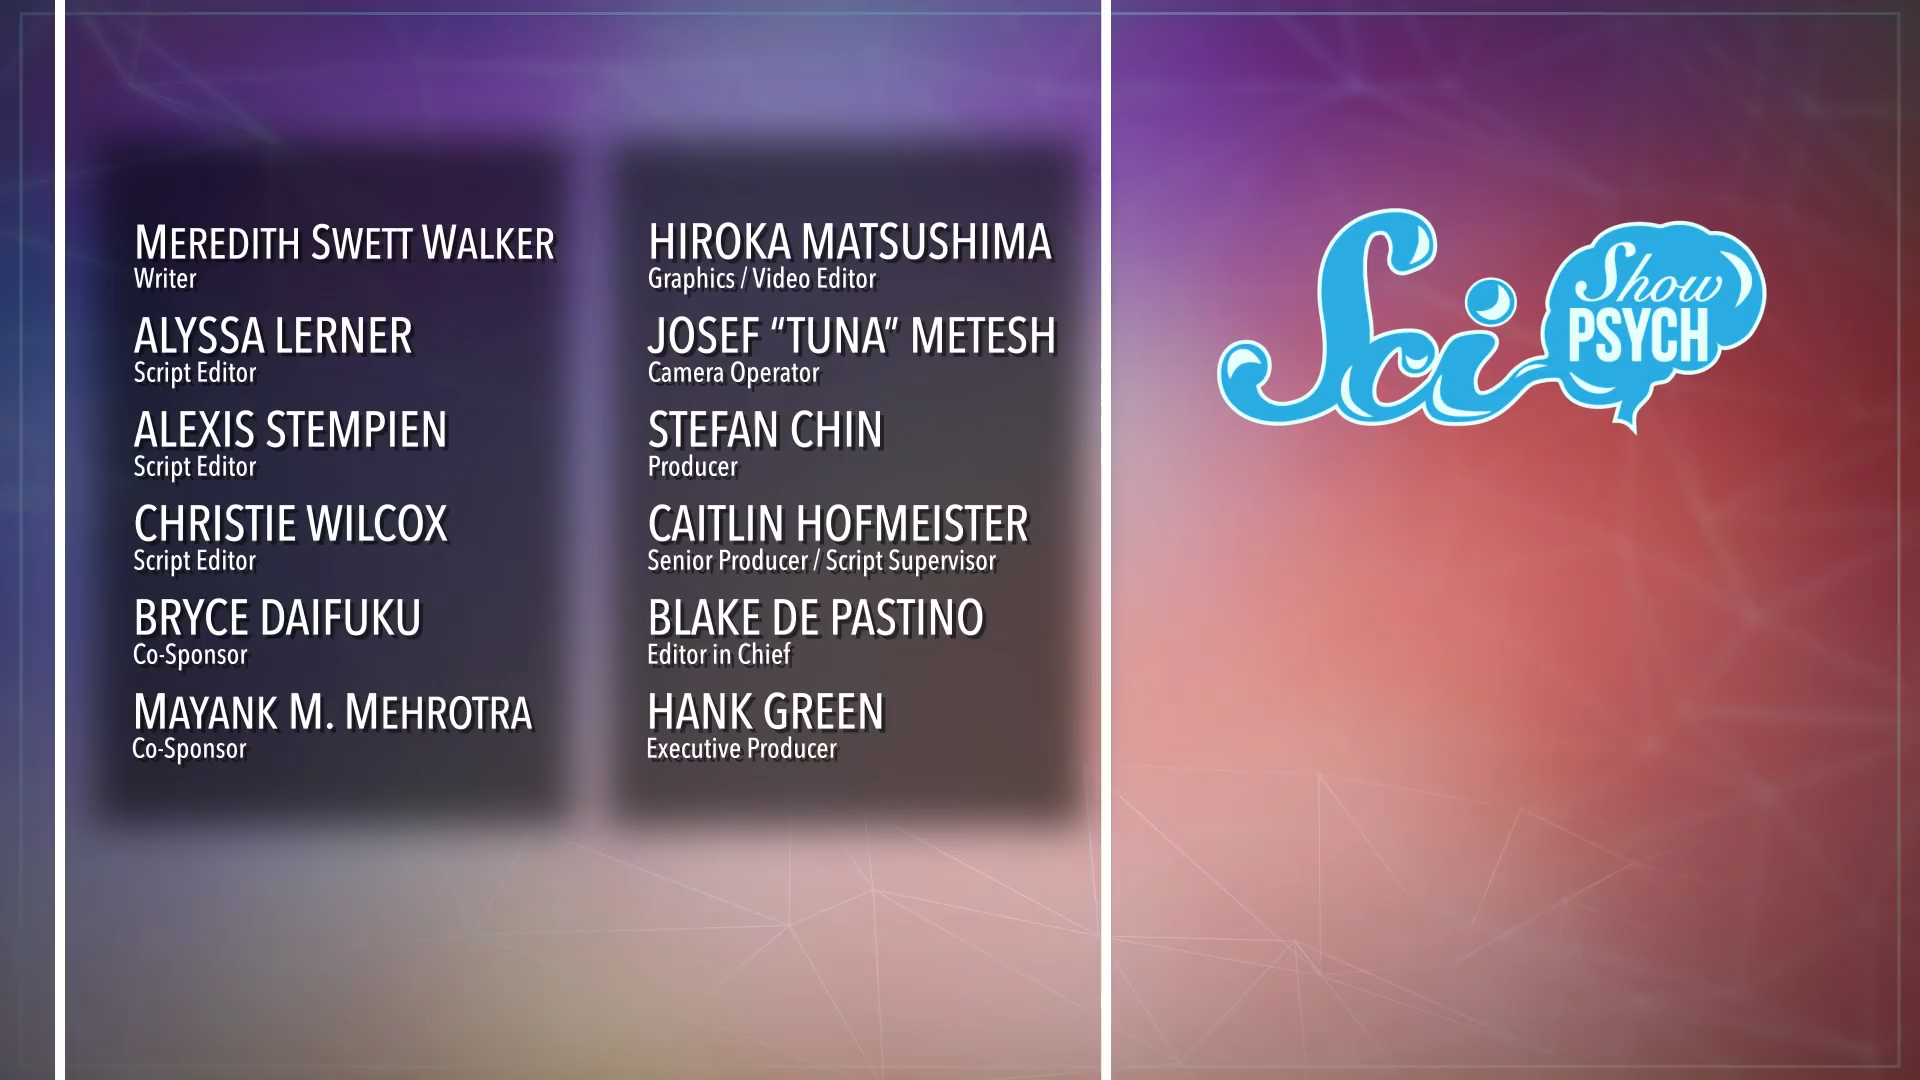 MEREDITH SWETT WALKER
Writer
ALYSSA LERNER
Script Editor
ALEXIS STEMPIEN
Script Editor
CHRISTIE WILCOX
Script Editor
BRYCE DAIFUKU
Co-Sponsor
MAYANK M. MEHROTRA
Co-Sponsor
HIROKA MATSUSHIMA
Graphics / Video Editor
JOSEF “TUNA” METESH
Camera Operator
STEFAN CHIN
Producer
CAITLIN HOFMEISTER
Senior Producer / Script Supervisor
BLAKE DE PASTINO
Editor in Chief
HANK GREEN
Executive Producer
Sci
Show
PSYCH